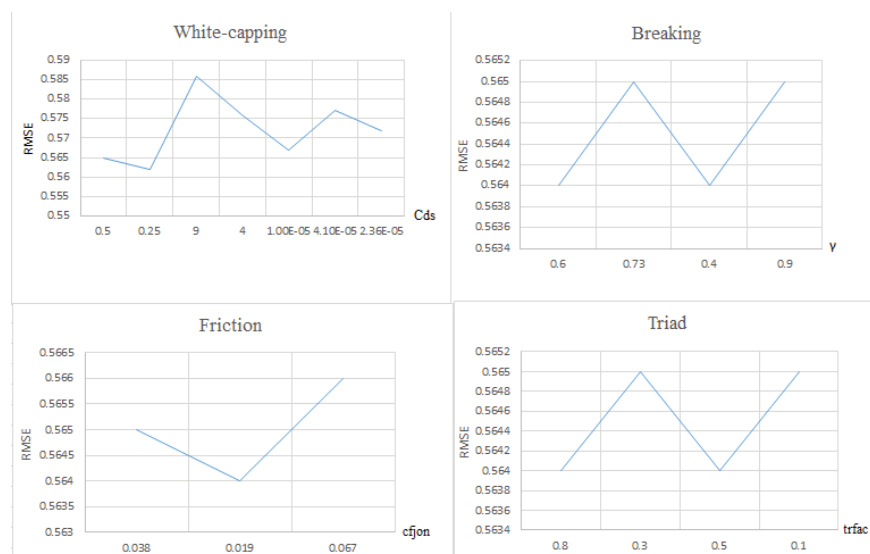 White-capping
0.59
0.585
0.58
0.575
0.57
0.565
0.56
0.555
0.55
RMSE
0.5 0.25 9 4 1.00E-05 4.10E-05 2.36E-05
Cds
Breaking
0.5652
0.565
0.5648
0.5646
0.5644
0.5642
0.564
0.5638
0.5636
0.5634
RMSE
0.6 0.73 0.4 0.9
γ
Friction
0.5665
0.566
0.5655
0.565
0.5645
0.564
0.5635
0.563
RMSE
0.038 0.019 0.067
cfjon
Triad
0.5652
0.565
0.5648
0.5646
0.5644
0.5642
0.564
0.5638
0.5636
0.5634
RMSE
0.8 0.3 0.5 0.1
trfac